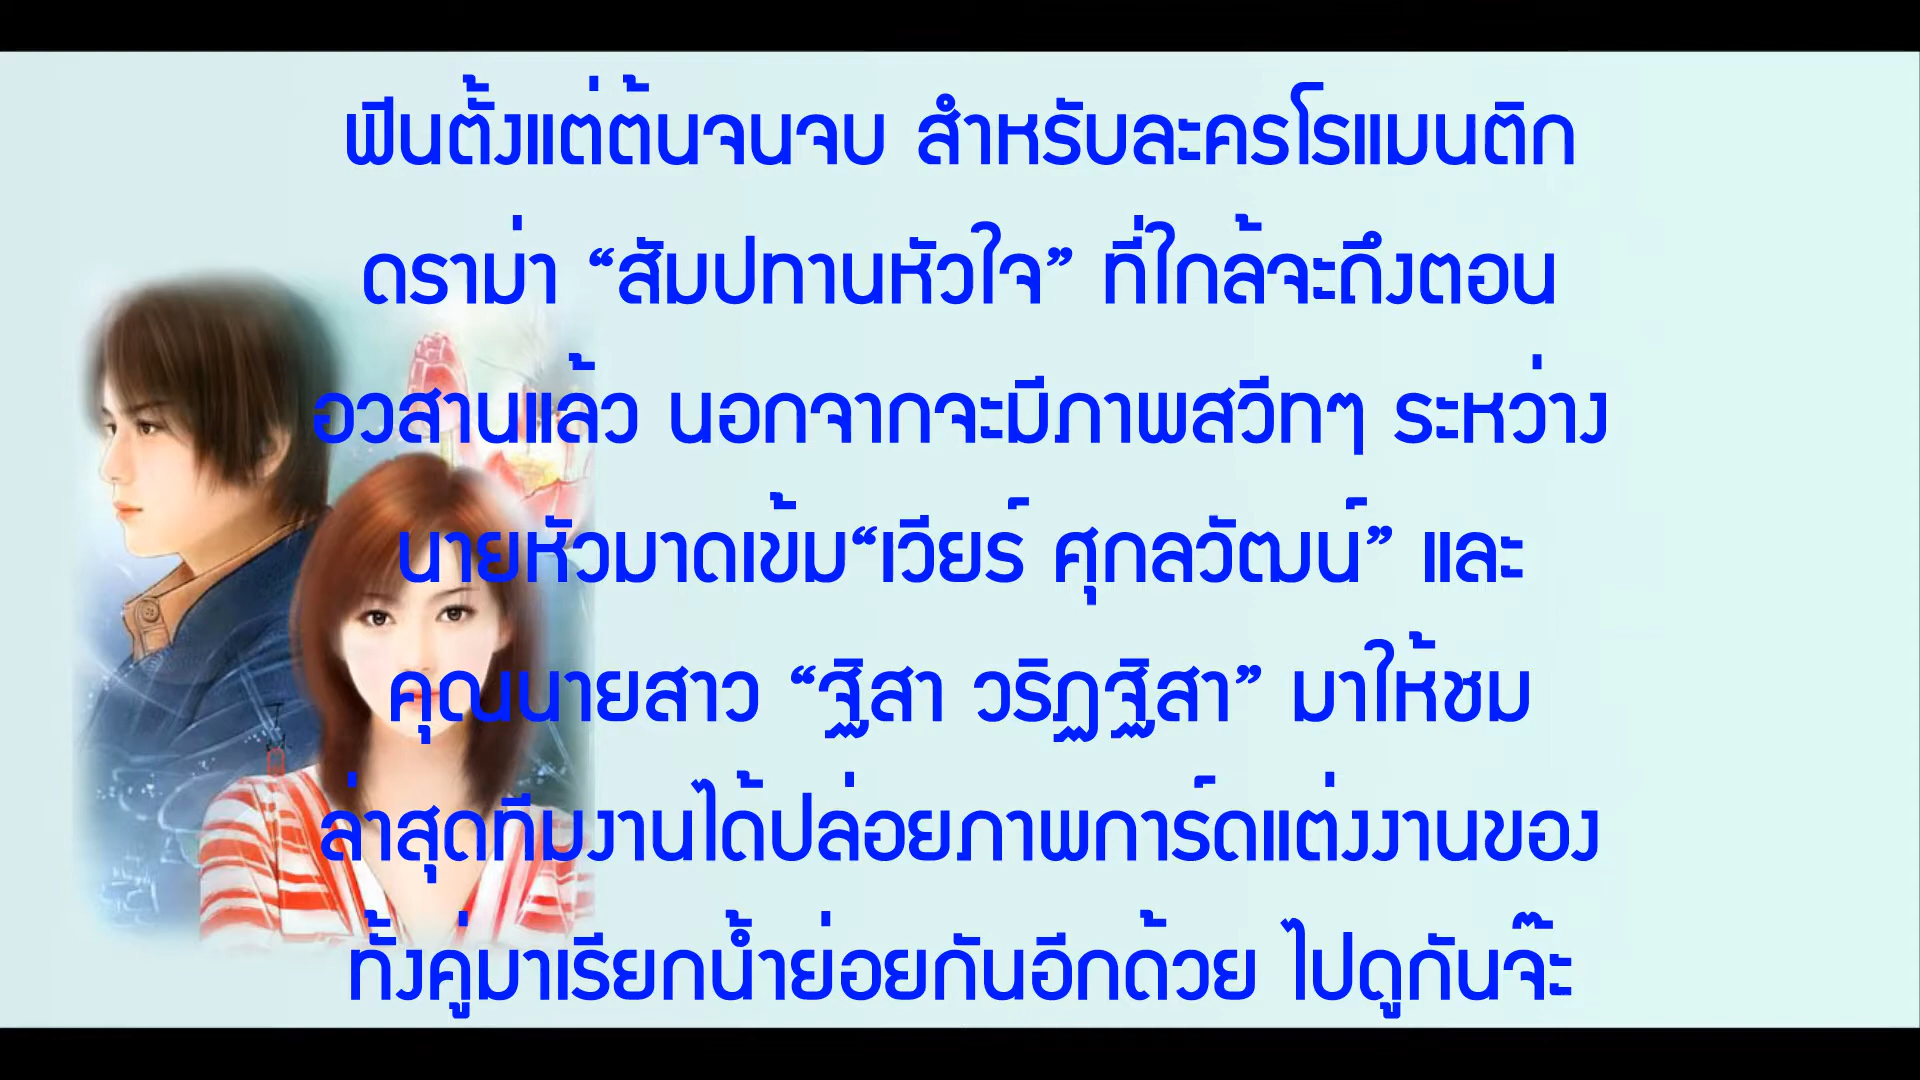 ฟินตั้งแต่ต้นจนจบ สำหรับละครโรแมนติก
ดราม่า “สัมปทานหัวใจ” ที่ใกล้จะถึงตอน
อวสานแล้ว นอกจากจะมีภาพสวีทๆ ระหว่าง
นายหัวมาดเข้ม“เวียร์ ศุกลวัฒน์” และ
คุณนายสาว “ฐิสา วริฏฐิสา” มาให้ชม
ล่าสุดทีมงานได้ปล่อยภาพการ์ดแต่งงานของ
ทั้งคู่มาเรียกน้ำย่อยกันอีกด้วย ไปดูกันจ๊ะ